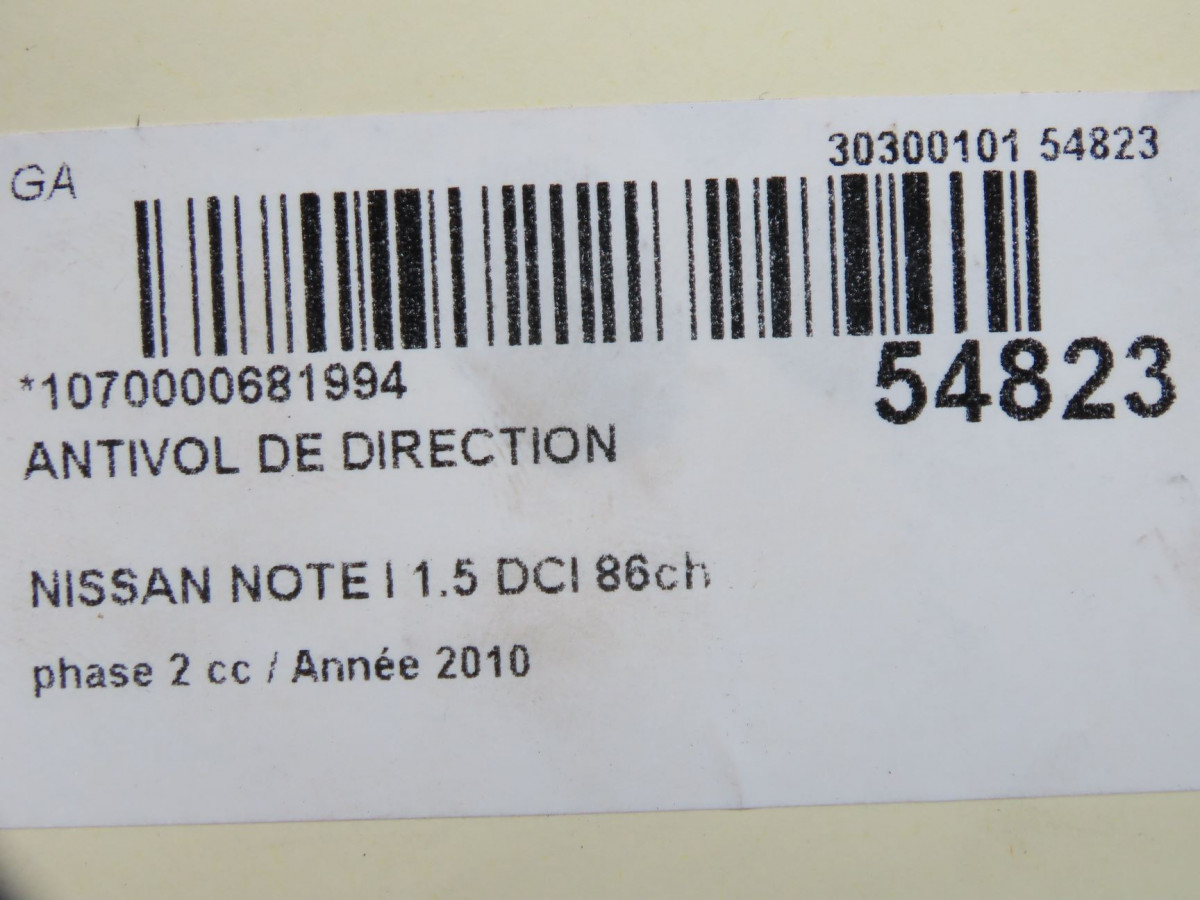 GA
30300101 54823
*1070000681994
54823
ANTIVOL DE DIRECTION
NISSAN NOTE I 1.5 DCI 86ch
phase 2 cc / Année 2010